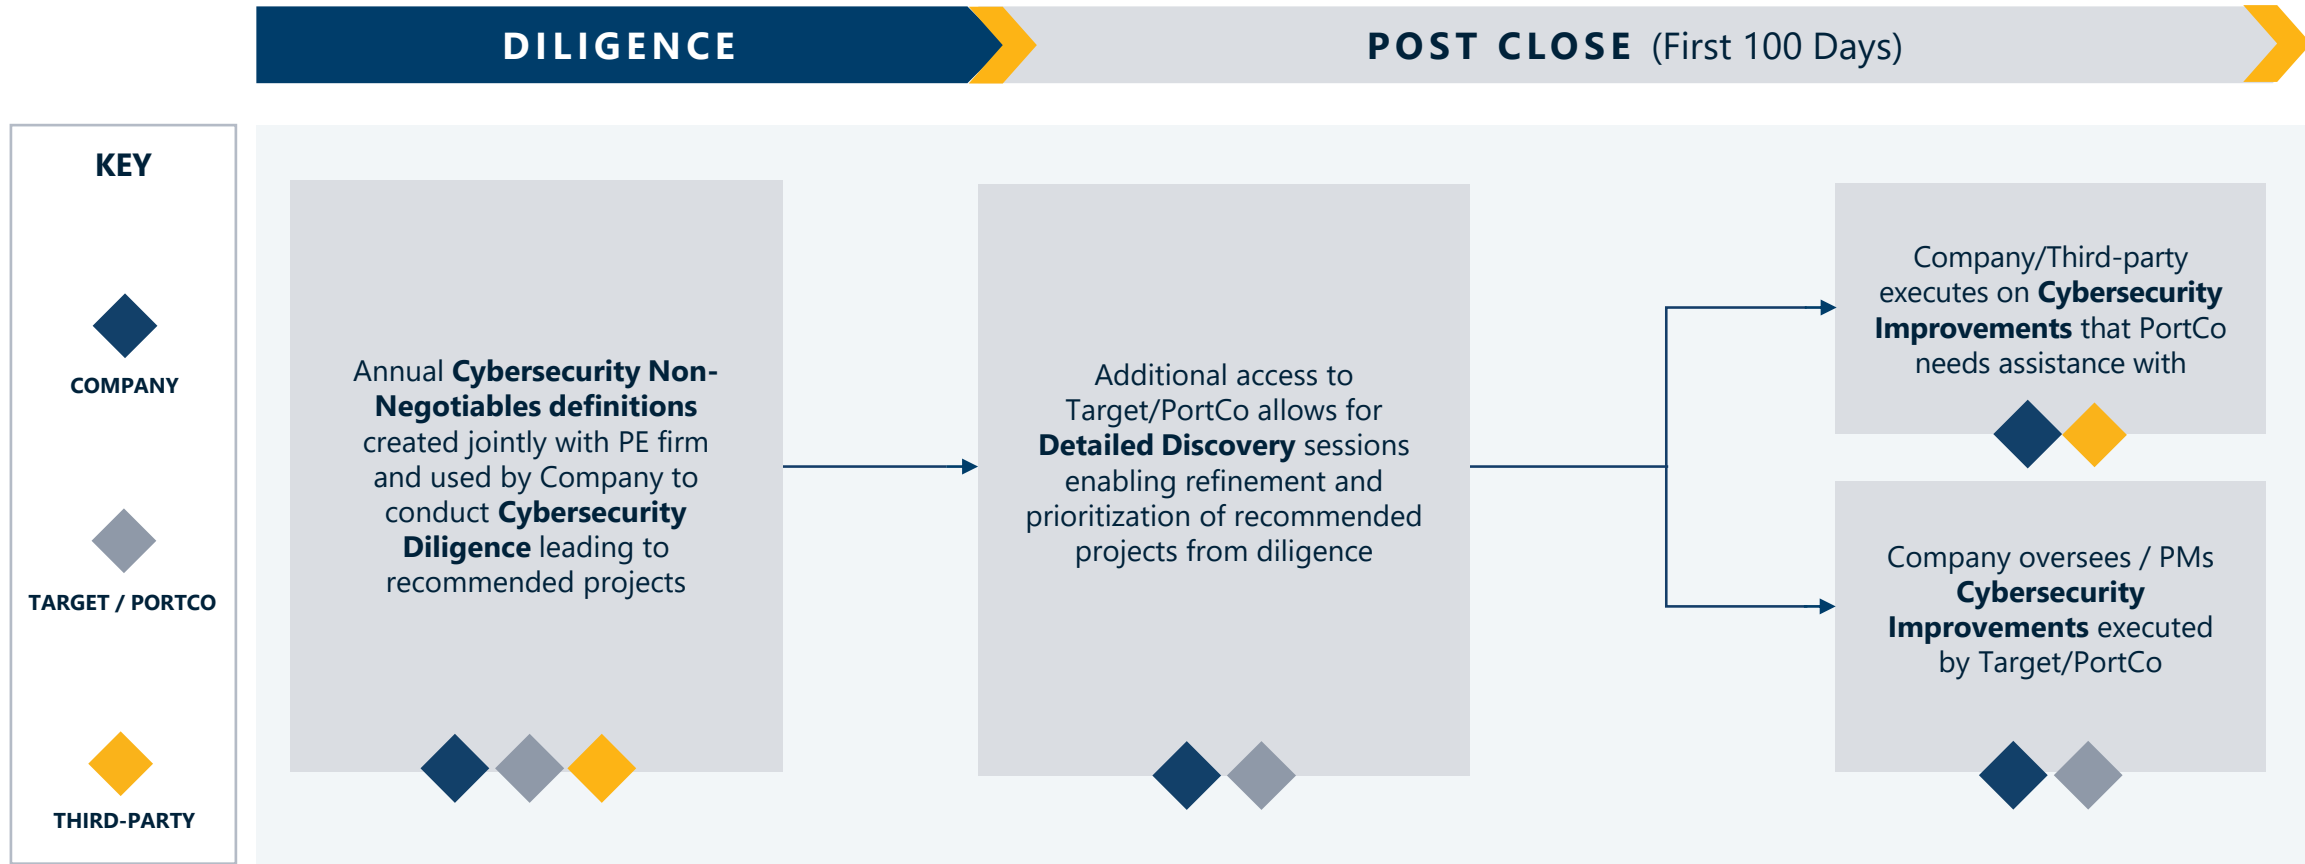 DILIGENCE
POST CLOSE (First 100 Days)
KEY
COMPANY
TARGET / PORTCO
THIRD-PARTY
Annual Cybersecurity Non-
Negotiables definitions
created jointly with PE firm
and used by Company to
conduct Cybersecurity
Diligence leading to
recommended projects
Additional access to
Target/PortCo allows for
Detailed Discovery sessions
enabling refinement and
prioritization of recommended
projects from diligence
Company/Third-party
executes on Cybersecurity
Improvements that PortCo
needs assistance with
Company oversees / PMs
Cybersecurity
Improvements executed
by Target/PortCo